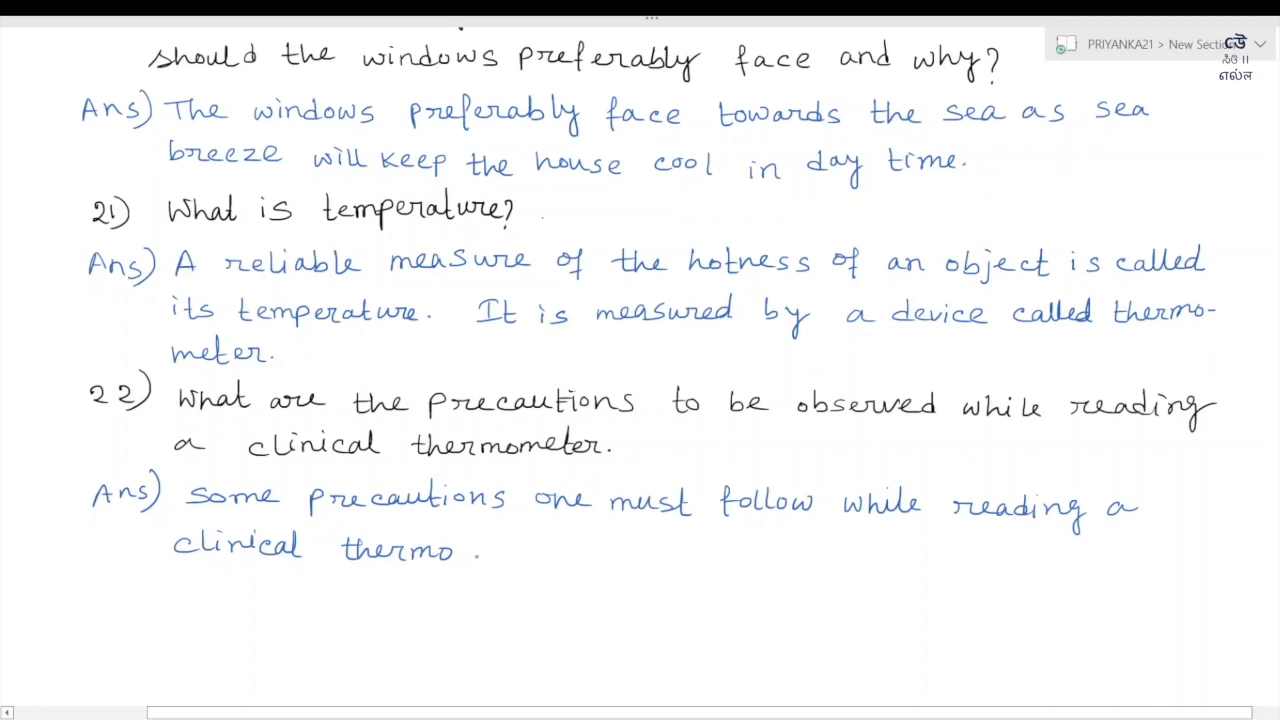 should the windows preferably face and why?
PRIYANKA21 > New Section
Ans) The windows preferably face towards the sea as sea
breeze will keep the house cool in day time.
21) What is temperature?
Ans) A reliable measure of the hotness of an object is called
its temperature. It is measured by a device called thermo-
meter.
22) What are the precautions to be observed while reading
a clinical thermometer.
Ans) Some precautions one must follow while reading a
clinical thermo